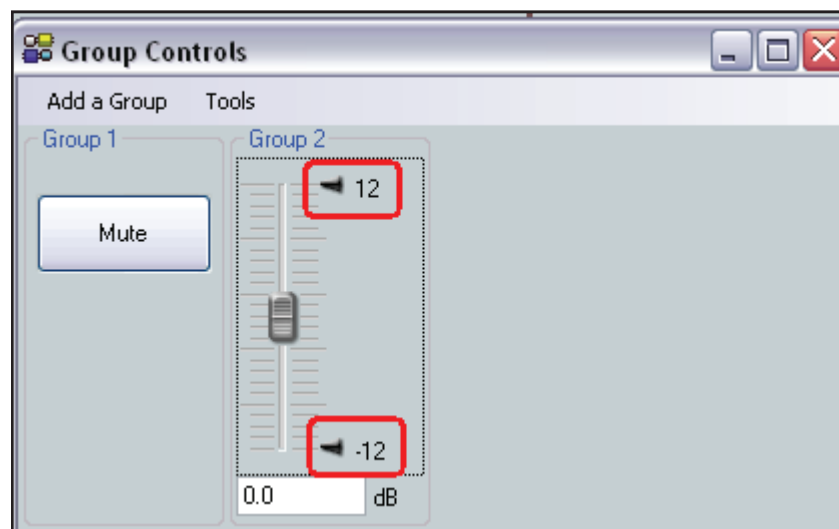 Group Controls
Add a Group Tools
Group 1
Mute
Group 2
12
-12
0.0 dB